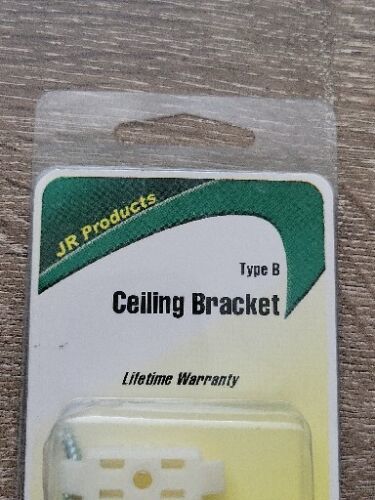 JR Products
Type B
Ceiling Bracket
Lifetime Warranty